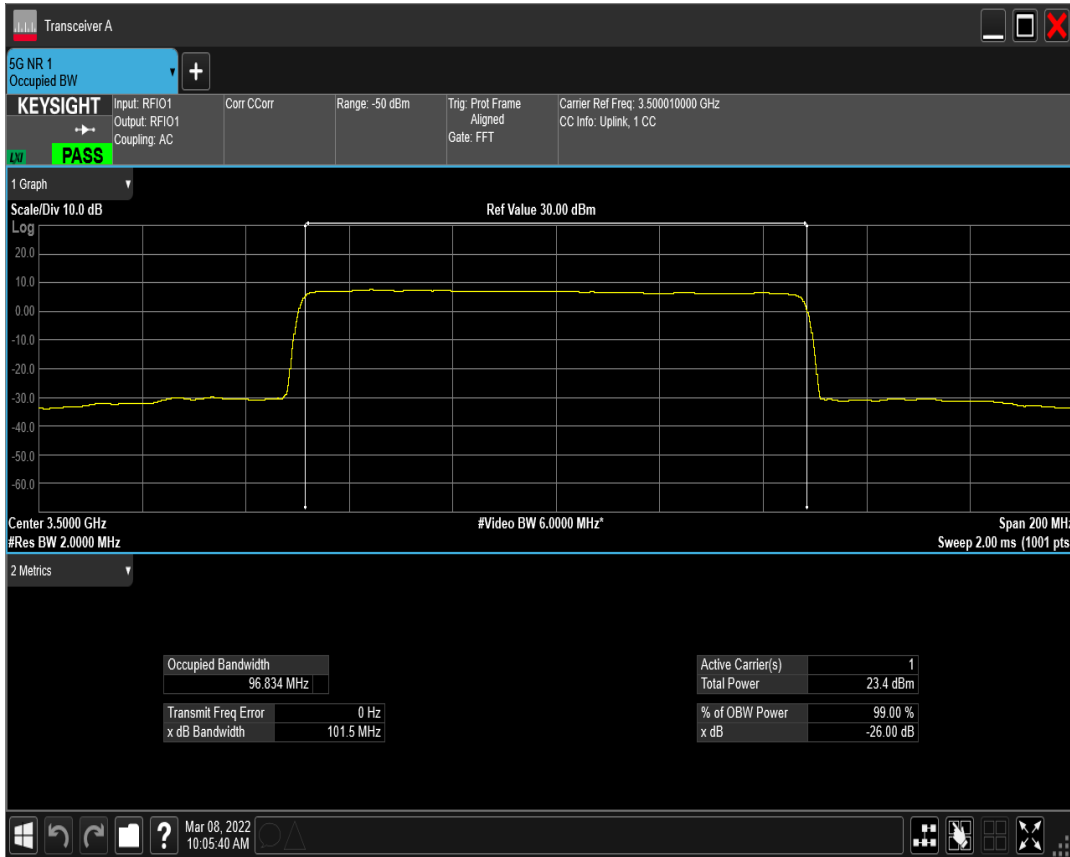 Transceiver A
5G NR 1
Occupied BW
KEYSIGHT
LXI
PASS
Input: RFIO1
Output: RFIO1
Coupling: AC
Corr CCorr
Range: -50 dBm
Trig: Prot Frame
Aligned
Gate: FFT
Carrier Ref Freq: 3.500010000 GHz
CC Info: Uplink, 1 CC
1 Graph
Scale/Div 10.0 dB
Ref Value 30.00 dBm
Log
20.0
10.0
0.00
-10.0
-20.0
-30.0
-40.0
-50.0
-60.0
Center 3.5000 GHz
#Video BW 6.0000 MHz*
Span 200 MHz
#Res BW 2.0000 MHz
Sweep 2.00 ms (1001 pts
2 Metrics
Occupied Bandwidth
96.834 MHz
Transmit Freq Error 0 Hz
x dB Bandwidth 101.5 MHz
Active Carrier(s) 1
Total Power 23.4 dBm
% of OBW Power 99.00 %
x dB -26.00 dB
?
Mar 08, 2022
10:05:40 AM